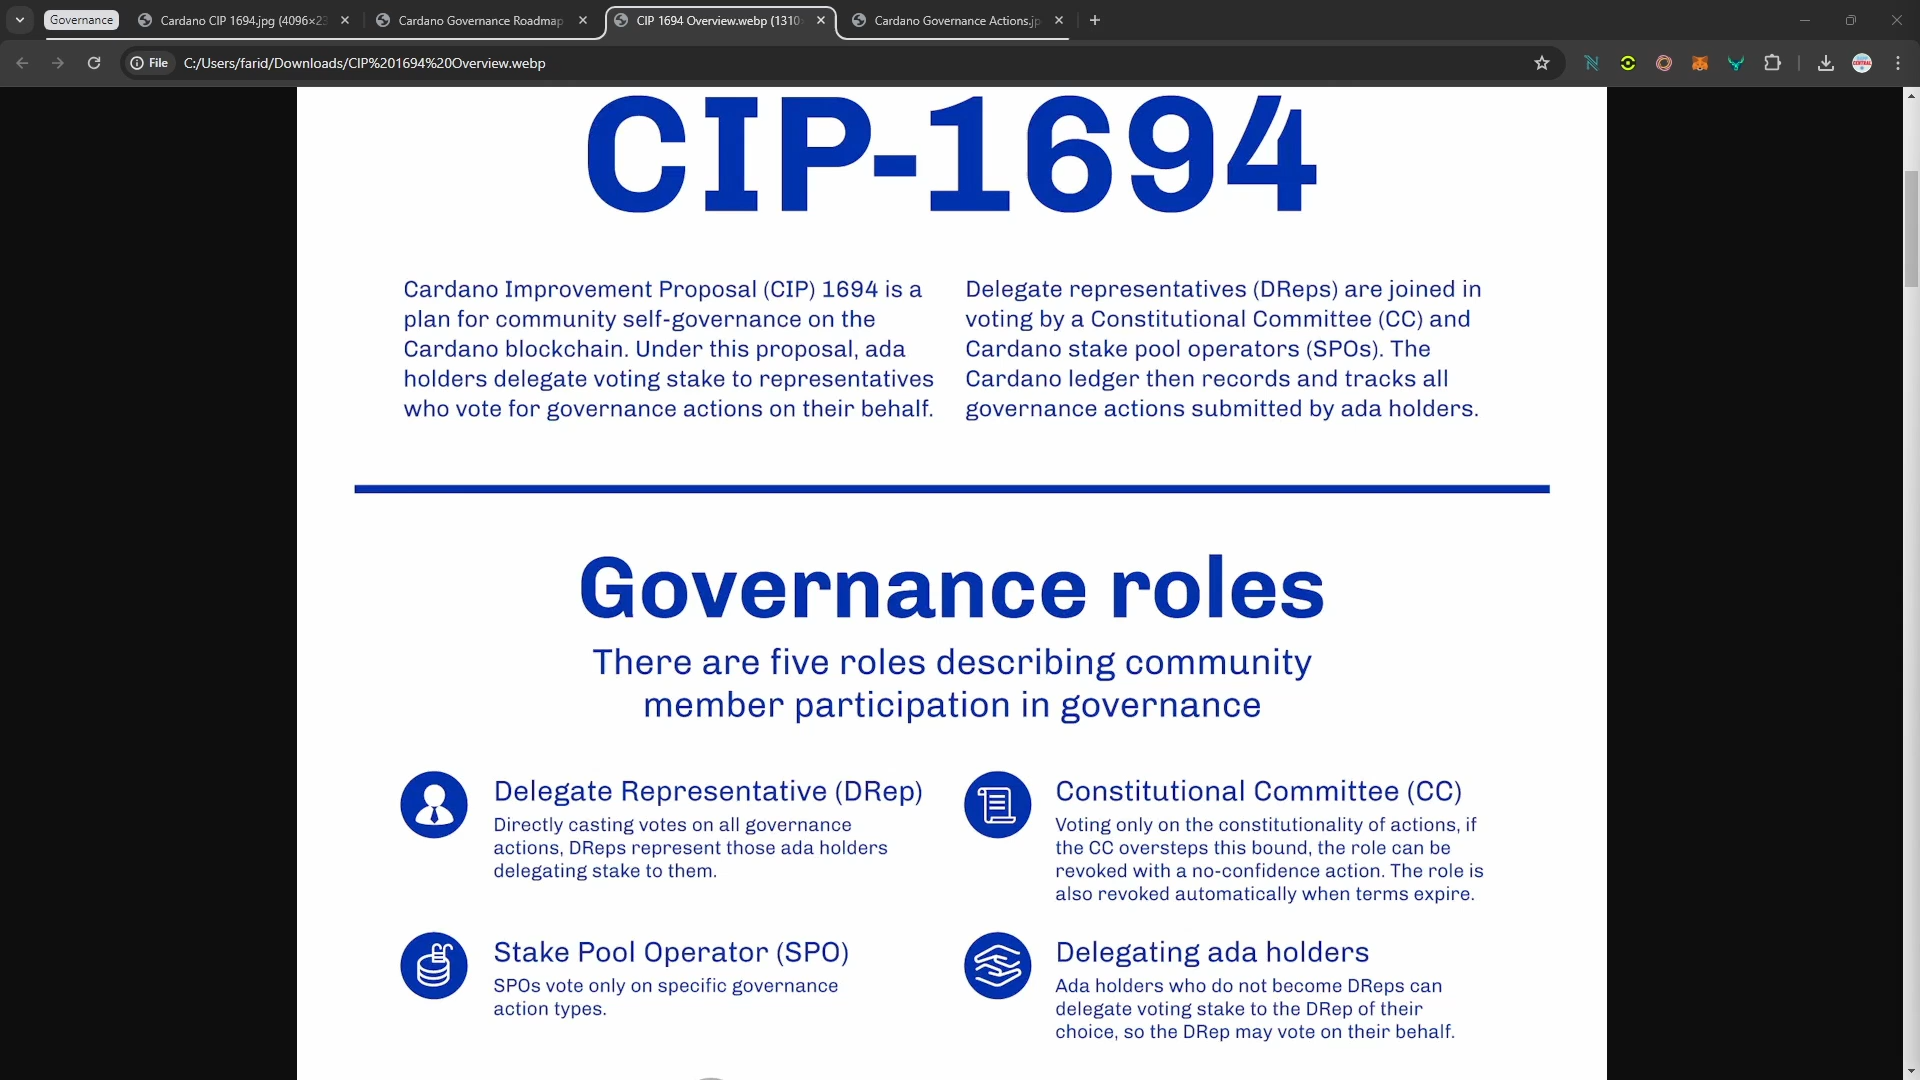 Governance
Cardano CIP 1694.jpg (4096×23
Cardano Governance Roadmap
CIP 1694 Overview.webp (1310
Cardano Governance Actions.jp
File
C:/Users/farid/Downloads/CIP%201694%20Overview.webp
CIP-1694
Cardano Improvement Proposal (CIP) 1694 is a
plan for community self-governance on the
Cardano blockchain. Under this proposal, ada
holders delegate voting stake to representatives
who vote for governance actions on their behalf.
Delegate representatives (DReps) are joined in
voting by a Constitutional Committee (CC) and
Cardano stake pool operators (SPOs). The
Cardano ledger then records and tracks all
governance actions submitted by ada holders.
Governance roles
There are five roles describing community
member participation in governance
Delegate Representative (DRep)
Directly casting votes on all governance
actions, DReps represent those ada holders
delegating stake to them.
Constitutional Committee (CC)
Voting only on the constitutionality of actions, if
the CC oversteps this bound, the role can be
revoked with a no-confidence action. The role is
also revoked automatically when terms expire.
Stake Pool Operator (SPO)
SPOs vote only on specific governance
action types.
Delegating ada holders
Ada holders who do not become DReps can
delegate voting stake to the DRep of their
choice, so the DRep may vote on their behalf.